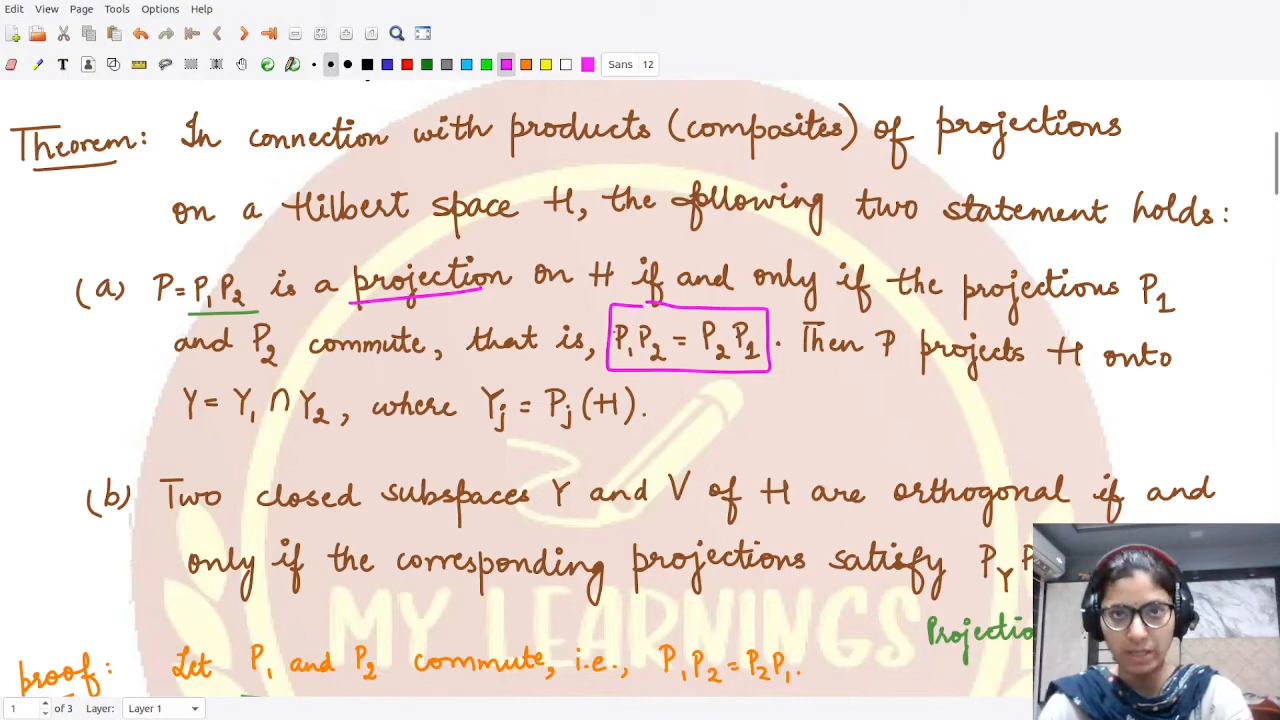 Edit View Page Tools Options Help
Sans 12
Theorem: In connection with products (composites) of projections
on a Hilbert space H, the following two statement holds:
(a) P = P₁P₂ is a projection on H if and only if the projections P₁
and P₂ commute, that is, P₁P₂ = P₂P₁. Then P projects H onto
Y = Y₁ ∩ Y₂, where Yⱼ = Pⱼ(H).
(b) Two closed subspaces Y and V of H are orthogonal if and
only if the corresponding projections satisfy P_Y
MY LEARNINGS
proof: Let P₁ and P₂ commute, i.e., P₁P₂ = P₂P₁.
1 of 3 Layer: Layer 1